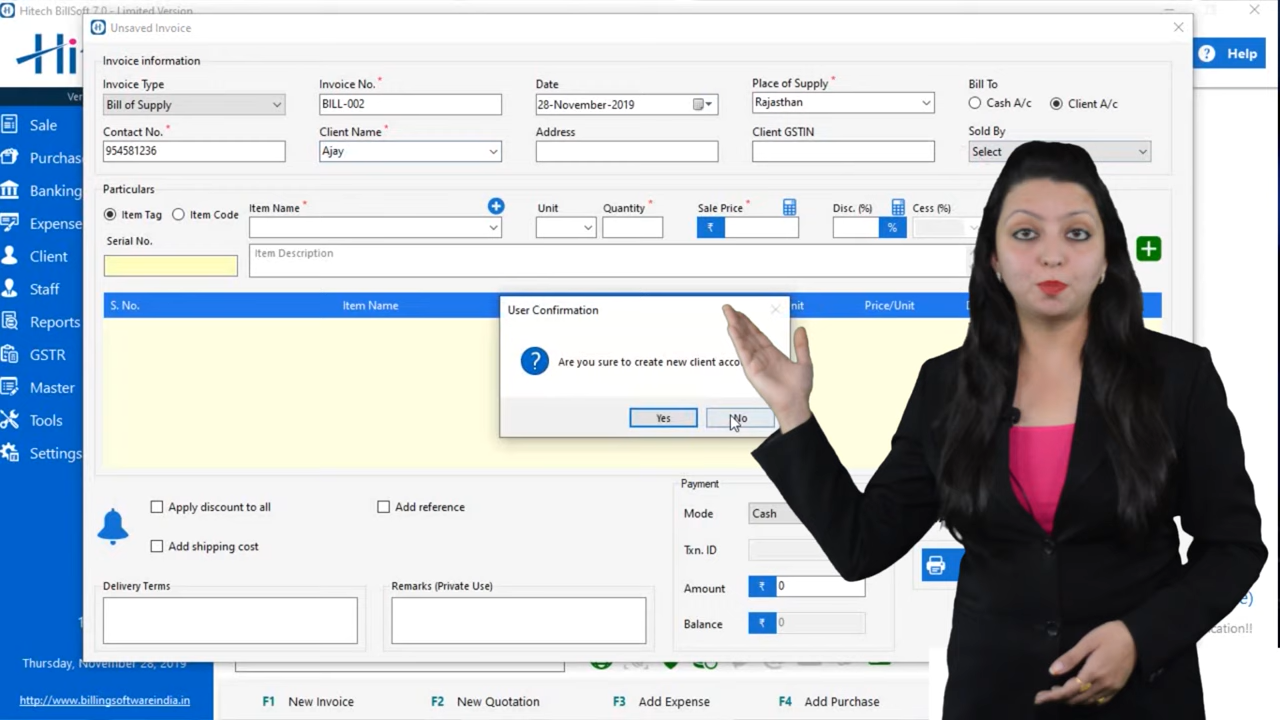 Hitech BillSoft 7.0 - Limited Version
Unsaved Invoice
Hi
Help
Invoice information
Invoice Type
Invoice No. *
Date
Place of Supply *
Bill To
Bill of Supply
BILL-002
28-November-2019
Rajasthan
Cash A/c
Client A/c
Contact No. *
Client Name *
Address
Client GSTIN
Sold By
954581236
Ajay
Select
Sale
Purchas
Banking
Expense
Client
Staff
Reports
GSTR
Master
Tools
Settings
Particulars
Item Tag
Item Code
Item Name *
Unit
Quantity *
Sale Price *
Disc. (%)
Cess (%)
₹
%
Serial No.
Item Description
S. No.
Item Name
Price/Unit
User Confirmation
Are you sure to create new client
Yes
No
Apply discount to all
Add reference
Add shipping cost
Payment
Mode
Cash
Txn. ID
Amount
₹ 0
Balance
₹ 0
Delivery Terms
Remarks (Private Use)
Thursday, November 28, 2019
http://www.billingsoftwareindia.in
F1 New Invoice
F2 New Quotation
F3 Add Expense
F4 Add Purchase